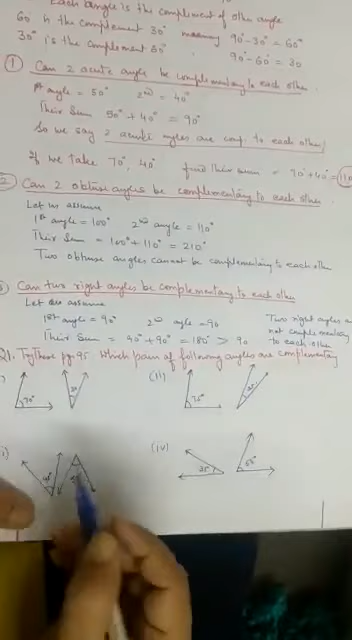 Each angle is the compliment of other angle
60° is the complement 30° meaning 90°-30° = 60°
30° is the complement 60° 90°-60° = 30
① Can 2 acute angle be complementary to each other.
1st angle = 50° 2nd = 40°
Their Sum 50° + 40° = 90°
So we say 2 acute angles are comp. to each other
If we take 70°, 40° find their sum = 70°+40° = 110
2. Can 2 obtuse angles be complementary to each other.
Let us assume
1st angle = 100° 2nd angle = 110°
Their Sum = 100° + 110° = 210°
Two obtuse angles cannot be complementary to each other
Can two right angles be complementary to each other
Let us assume
1st angle = 90° 2nd angle = 90 Two right angles
Their Sum = 90° + 90° = 180° > 90 not complementary
to each other
Q1. Try these pg. 95 Which pair of following angles are complementary
(iii)
70°
(iv)